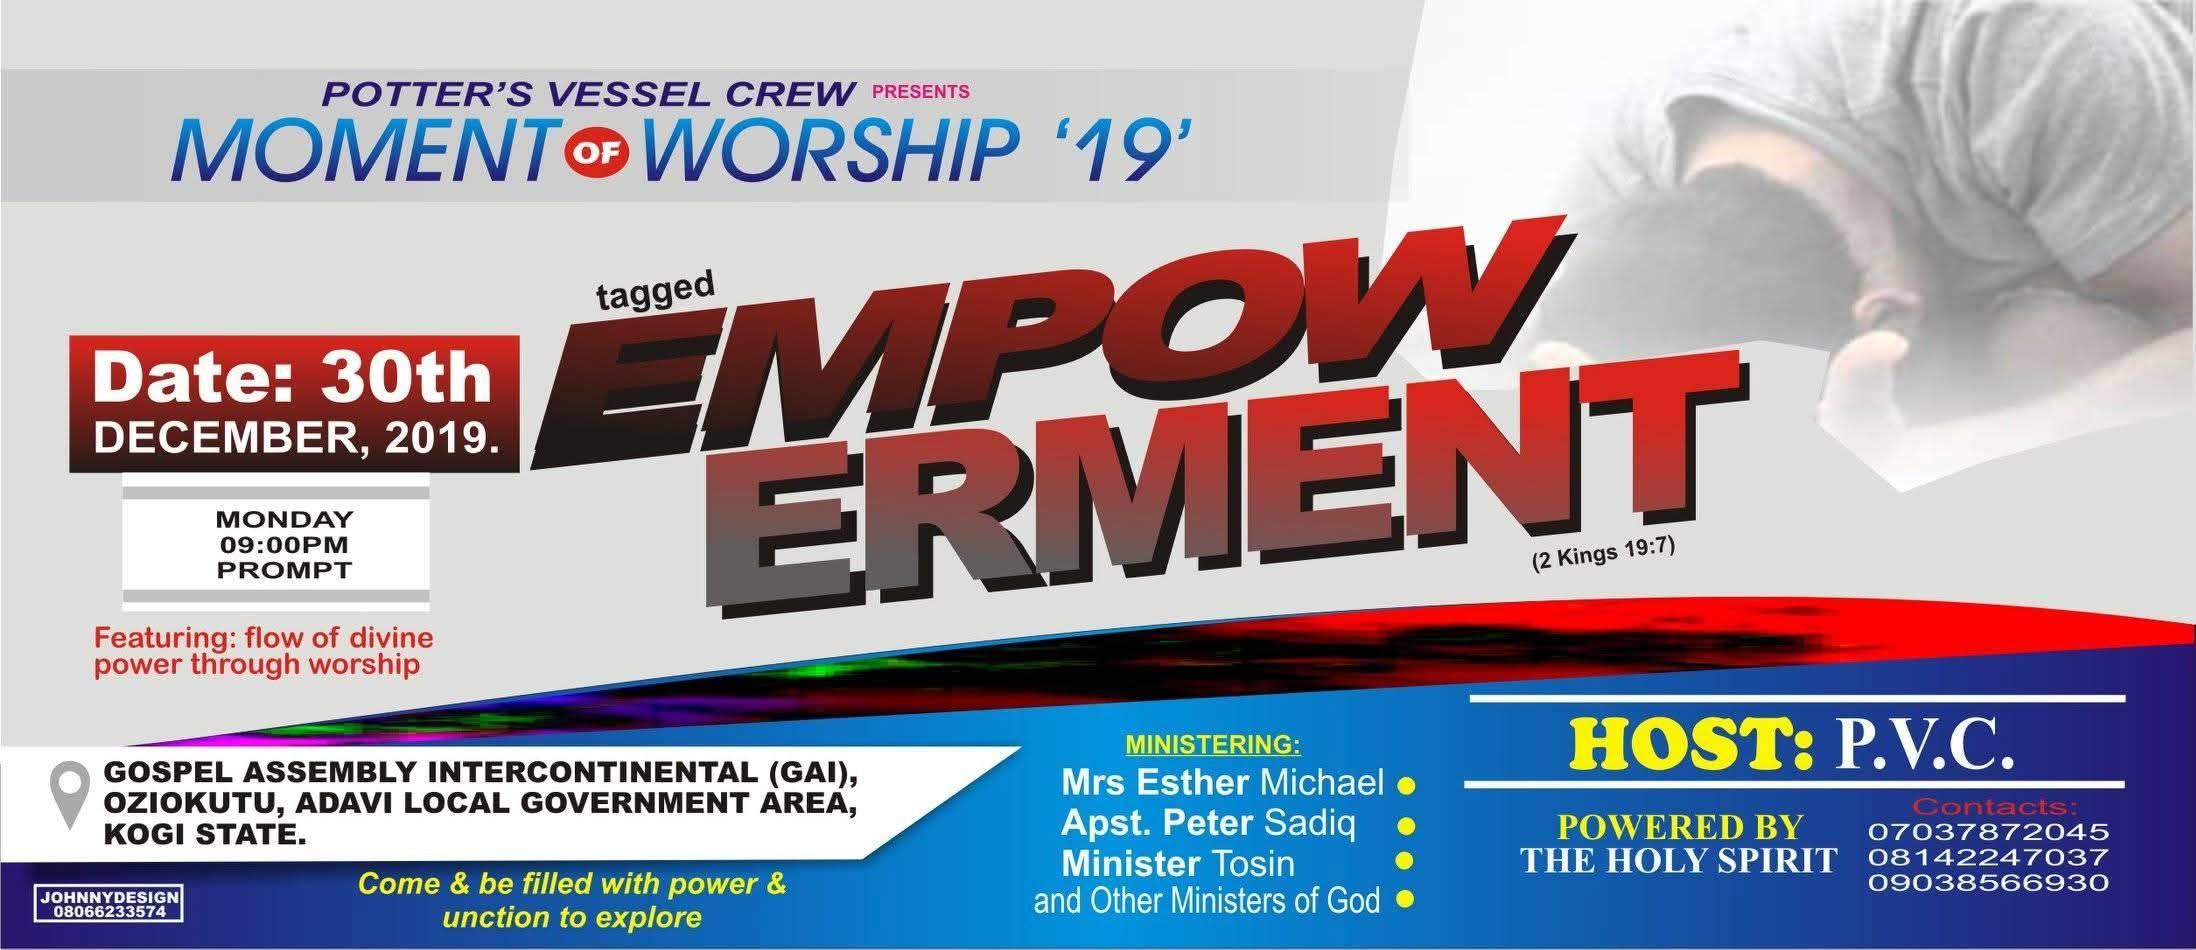 POTTER'S VESSEL CREW PRESENTS
MOMENT OF WORSHIP '19'
tagged
EMPOW
ERMENT
(2 Kings 19:7)
Date: 30th
DECEMBER, 2019.
MONDAY
09:00PM
PROMPT
Featuring: flow of divine
power through worship
GOSPEL ASSEMBLY INTERCONTINENTAL (GAI),
OZIOKUTU, ADAVI LOCAL GOVERNMENT AREA,
KOGI STATE.
Come & be filled with power &
unction to explore
JOHNNYDESIGN
08066233574
MINISTERING:
Mrs Esther Michael
Apst. Peter Sadiq
Minister Tosin
and Other Ministers of God
HOST: P.V.C.
POWERED BY
THE HOLY SPIRIT
Contacts:
07037872045
08142247037
09038566930